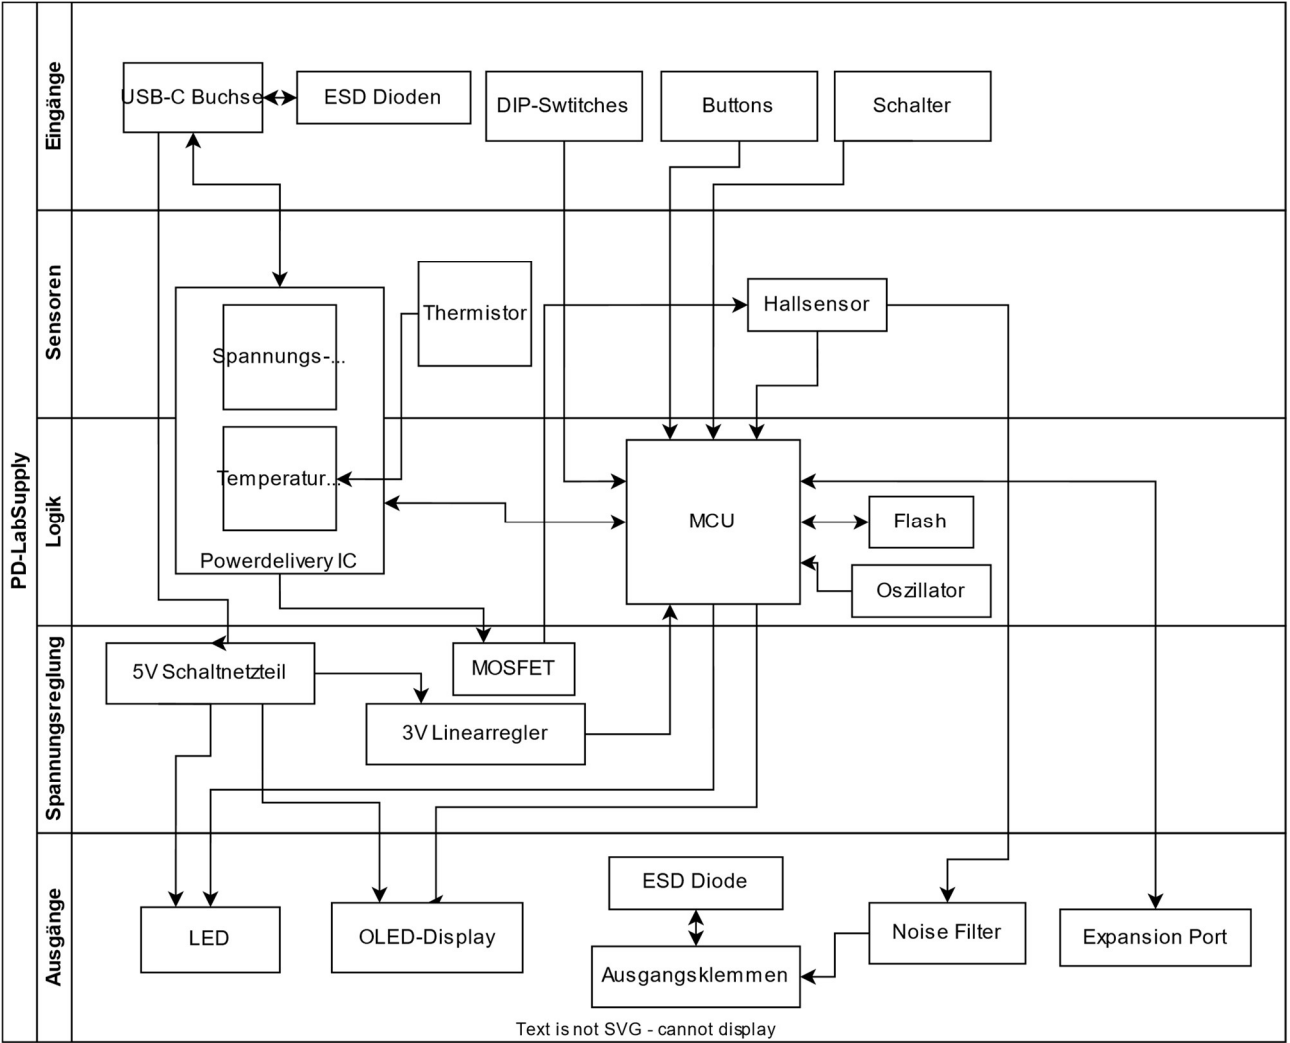 PD-LabSupply
Eingänge
USB-C Buchse
ESD Dioden
DIP-Swtitches
Buttons
Schalter
Sensoren
Spannungs-...
Thermistor
Hallsensor
Logik
Temperatur...
Powerdelivery IC
MCU
Flash
Oszillator
Spannungsreglung
5V Schaltnetzteil
MOSFET
3V Linearregler
Ausgänge
LED
OLED-Display
ESD Diode
Ausgangsklemmen
Noise Filter
Expansion Port
Text is not SVG - cannot display